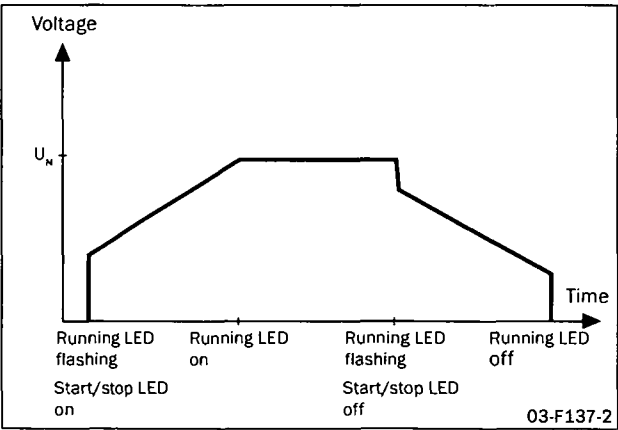 Voltage
U_N
Time
Running LED flashing
Running LED on
Running LED flashing
Running LED off
Start/stop LED on
Start/stop LED off
03-F137-2